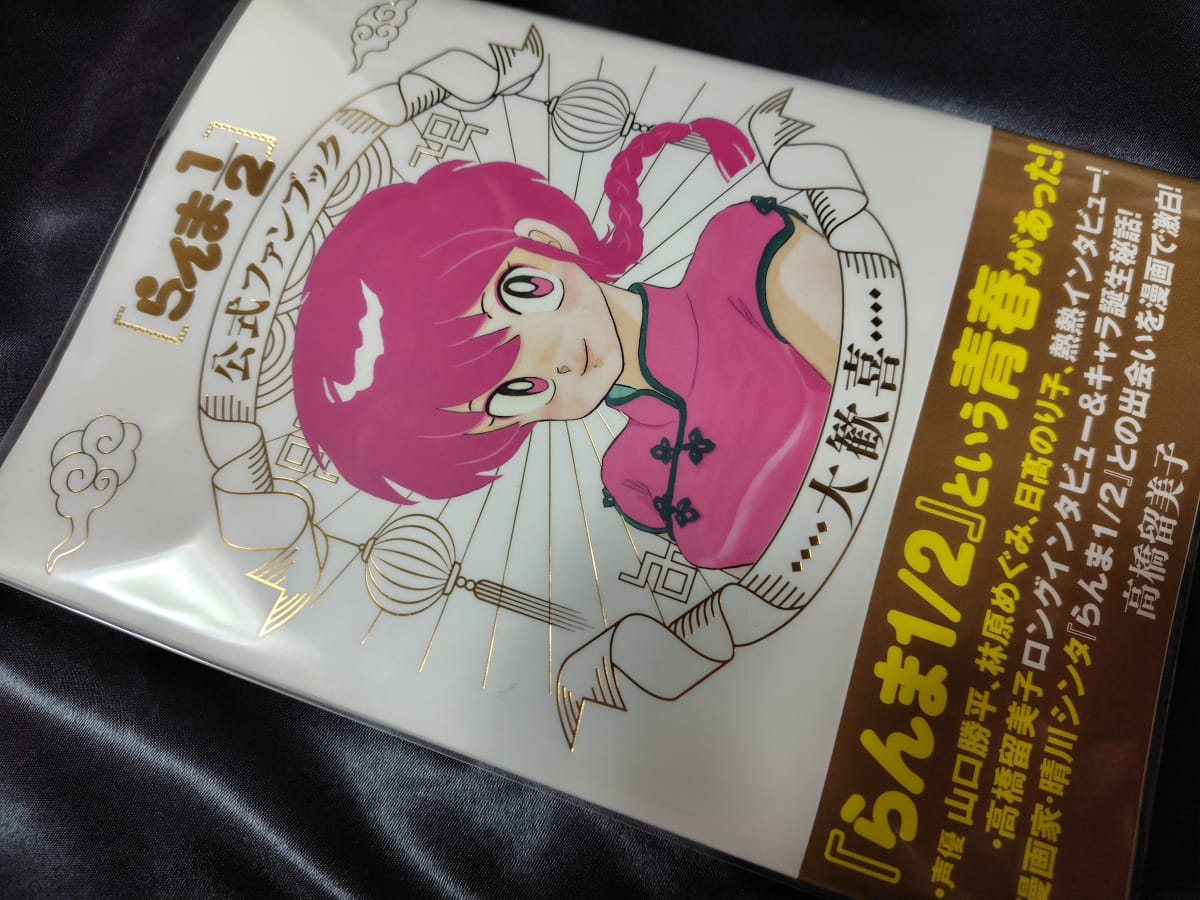 らんま1/2
公式ファンブック
大歓喜
『らんま1/2』という青春があった!
・声優 山口勝平、林原めぐみ、日髙のり子、熱熱インタビュー!
・高橋留美子ロングインタビュー&キャラ誕生秘話!
漫画家・晴川シンタ『らんま1/2』との出会いを漫画で激白!
高橋留美子